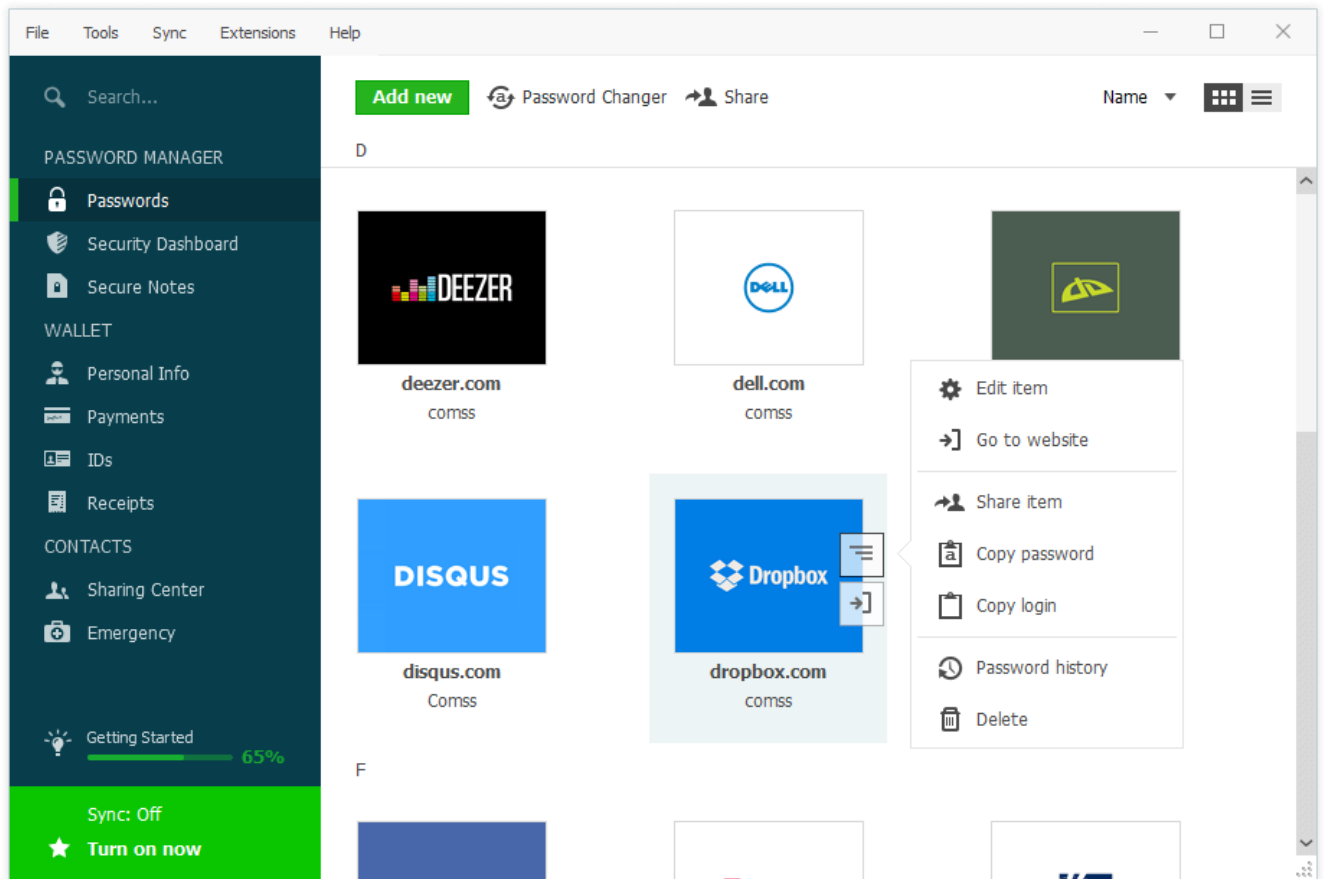 File Tools Sync Extensions Help
Search...
Add new Password Changer Share Name
PASSWORD MANAGER
D
Passwords
Security Dashboard
Secure Notes
WALLET
Personal Info
Payments
IDs
Receipts
CONTACTS
Sharing Center
Emergency
Getting Started
65%
Sync: Off
Turn on now
DEEZER
deezer.com
comss
DELL
dell.com
comss
DISQUS
disqus.com
Comss
Dropbox
dropbox.com
comss
Edit item
Go to website
Share item
Copy password
Copy login
Password history
Delete
F